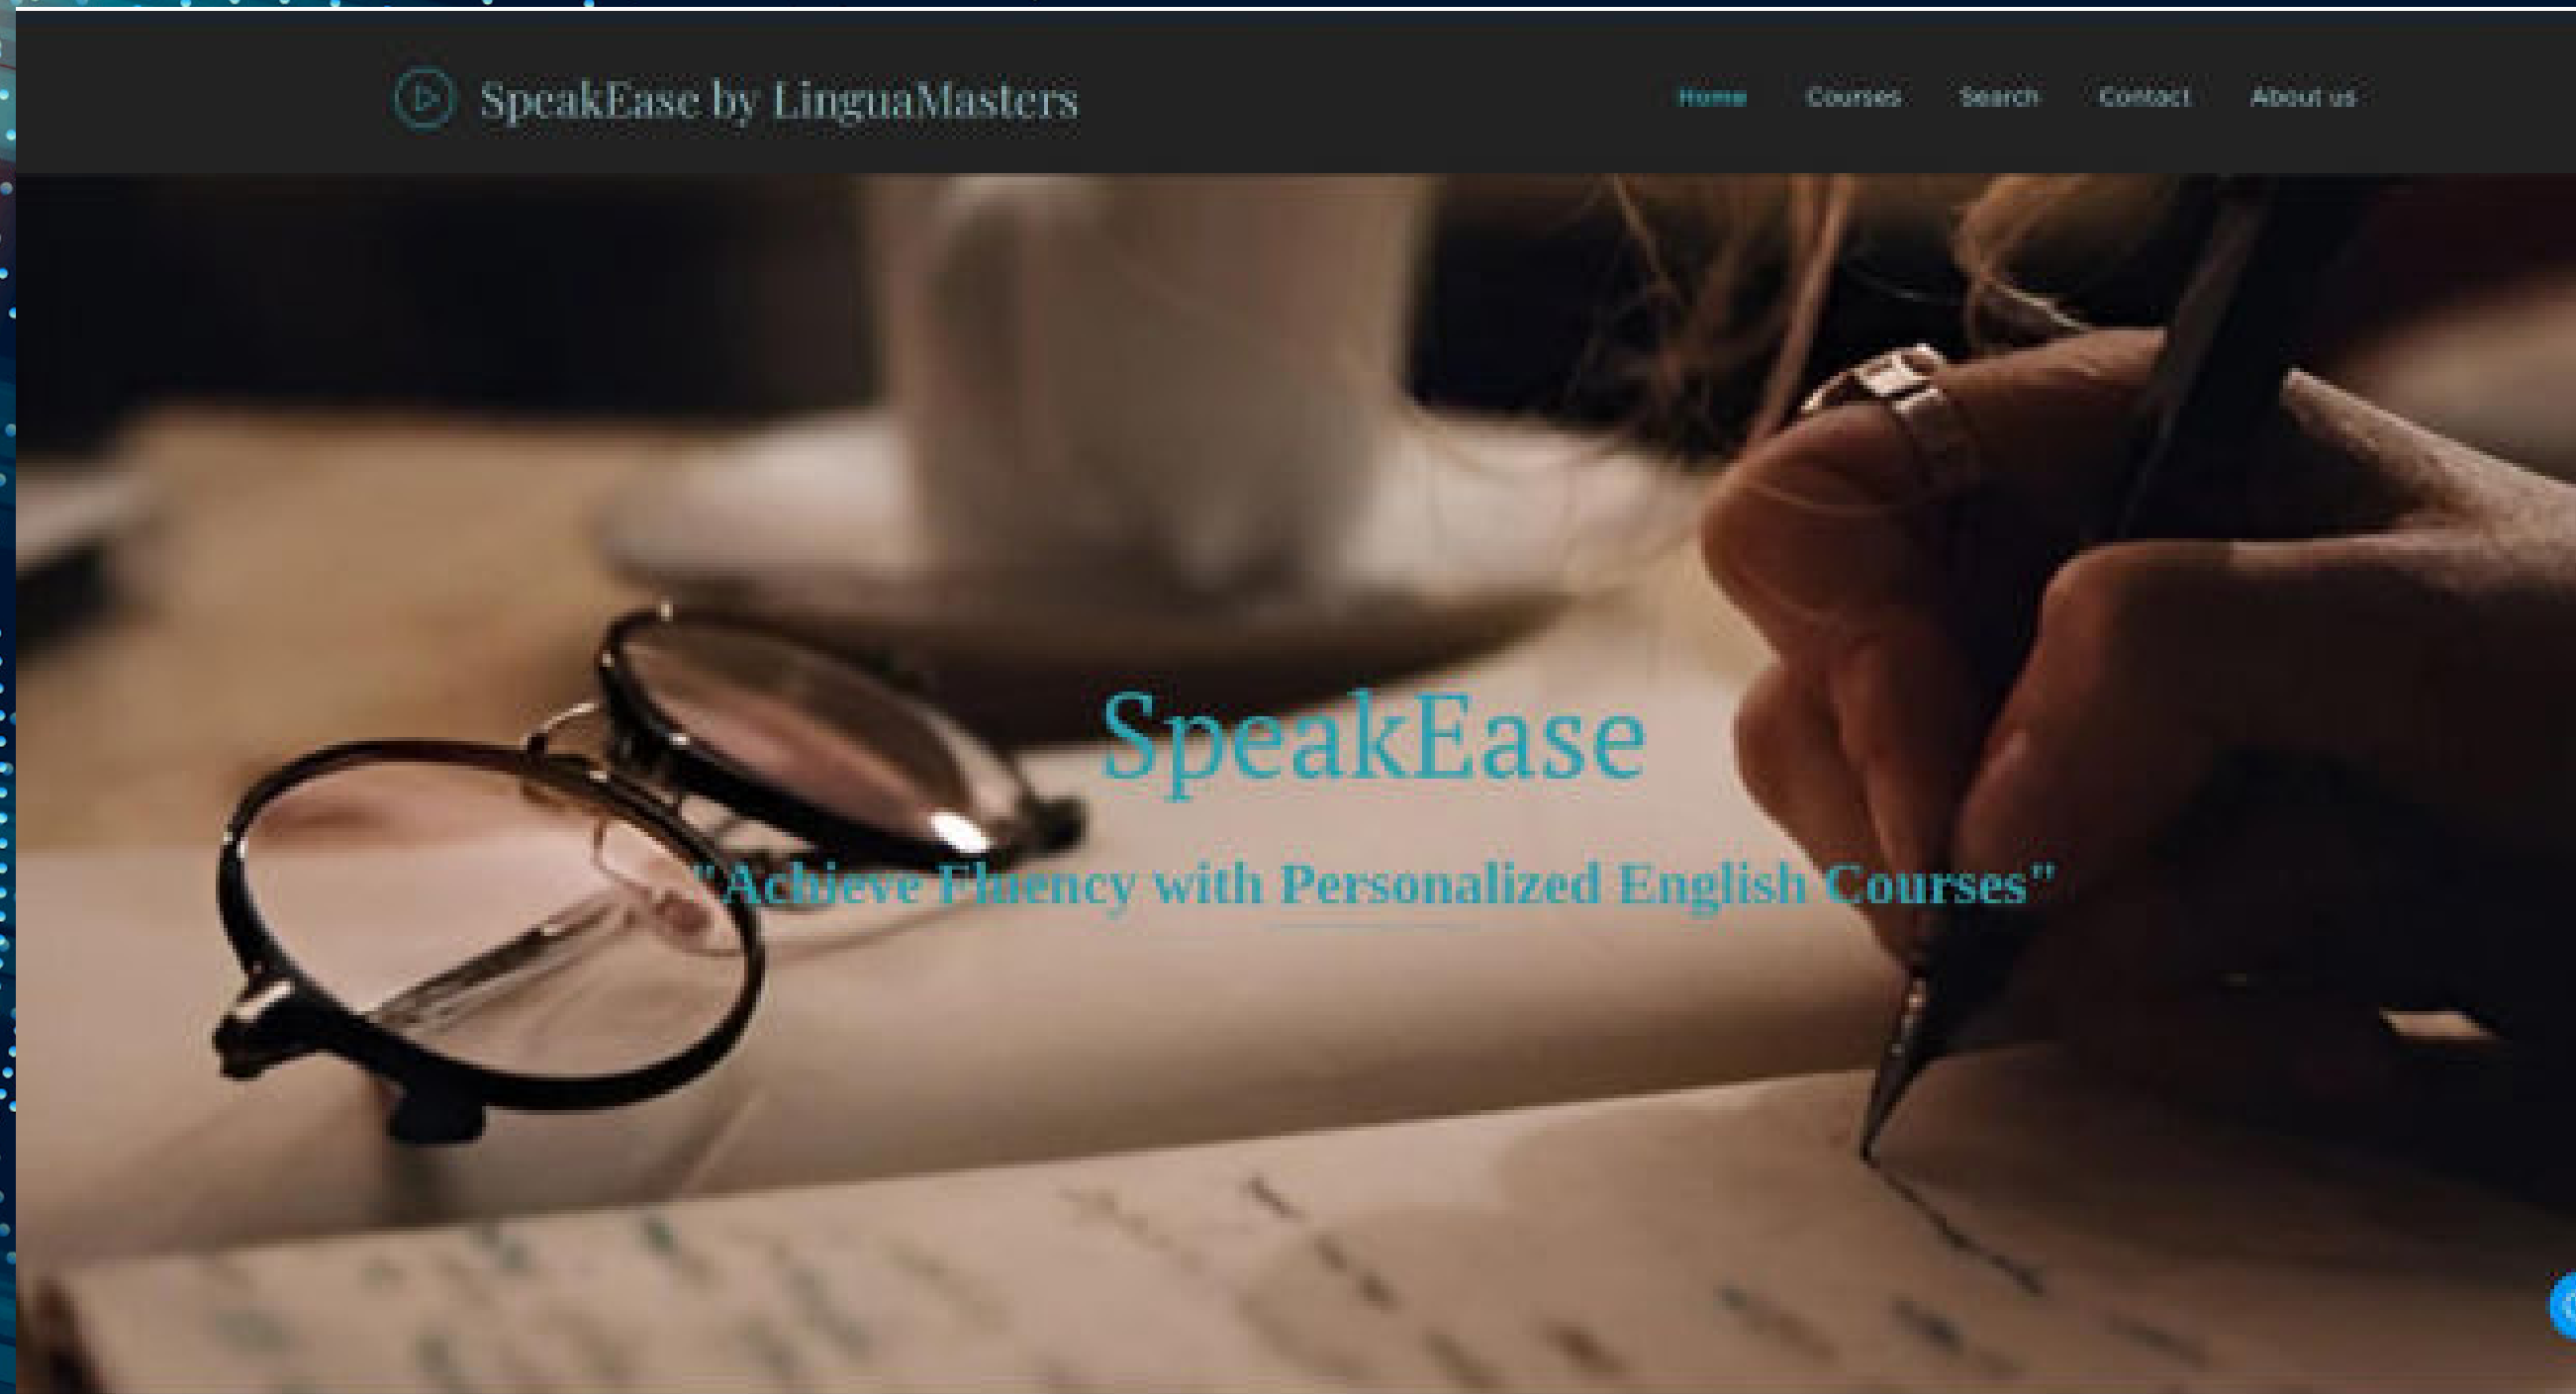 SpeakEase by LinguaMasters
Home Courses Search Contact About us
SpeakEase
"Achieve Fluency with Personalized English Courses"